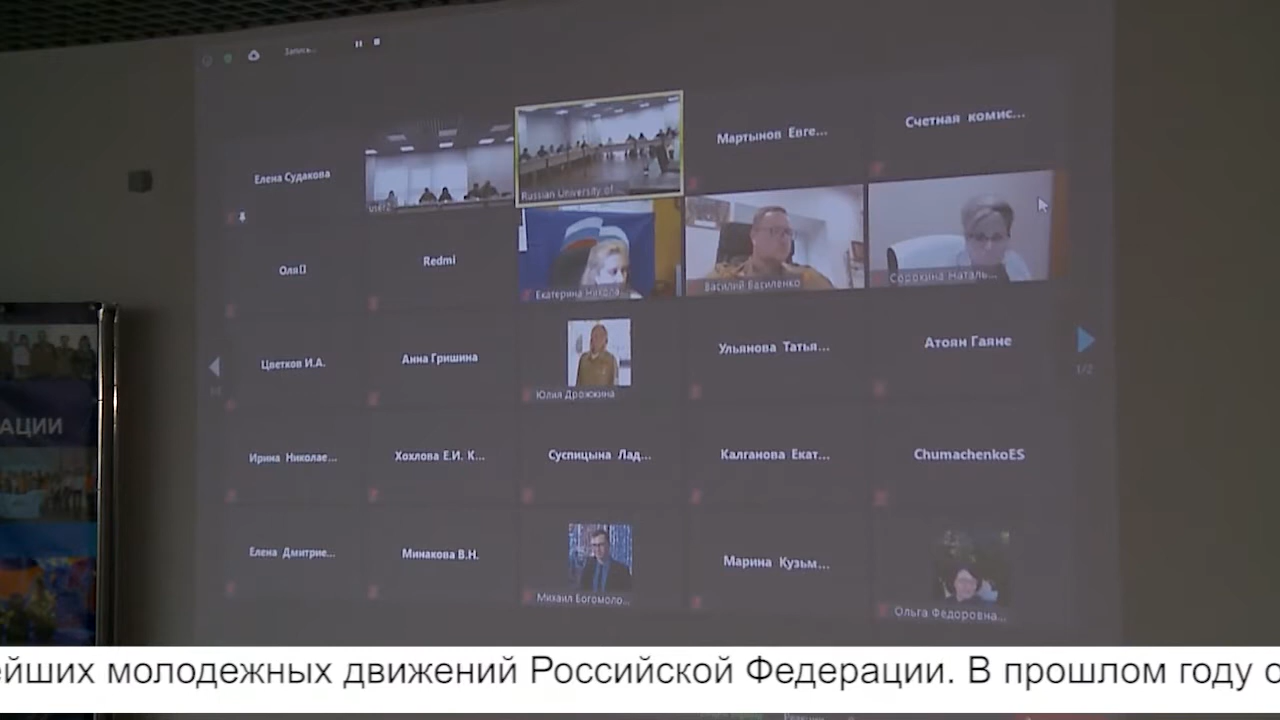 Запись...
Мартынов Евге...
Счетная комис...
Елена Судакова
user2
Russian University of
Оля
Redmi
Екатерина Никола...
Василий Василенко
Сорокина Наталь...
Цветков И.А.
Анна Гришина
Юлия Дрожжина
Ульянова Татья...
Атоян Гаяне
1/2
АЦИИ
Ирина Николае...
Хохлова Е.И. К...
Суспицына Лад...
Калганова Екат...
ChumachenkoES
Елена Дмитрие...
Минакова В.Н.
Михаил Богомоло...
Марина Кузьм...
Ольга Федоровна...
ейших молодежных движений Российской Федерации. В прошлом году о